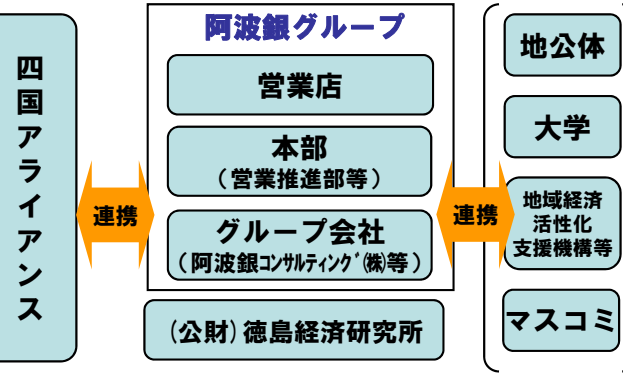 四国アライアンス
連携
阿波銀グループ
営業店
本部
（営業推進部等）
グループ会社
（阿波銀ｺﾝｻﾙﾃｨﾝｸﾞ㈱等）
(公財)徳島経済研究所
連携
地公体
大学
地域経済
活性化
支援機構等
マスコミ